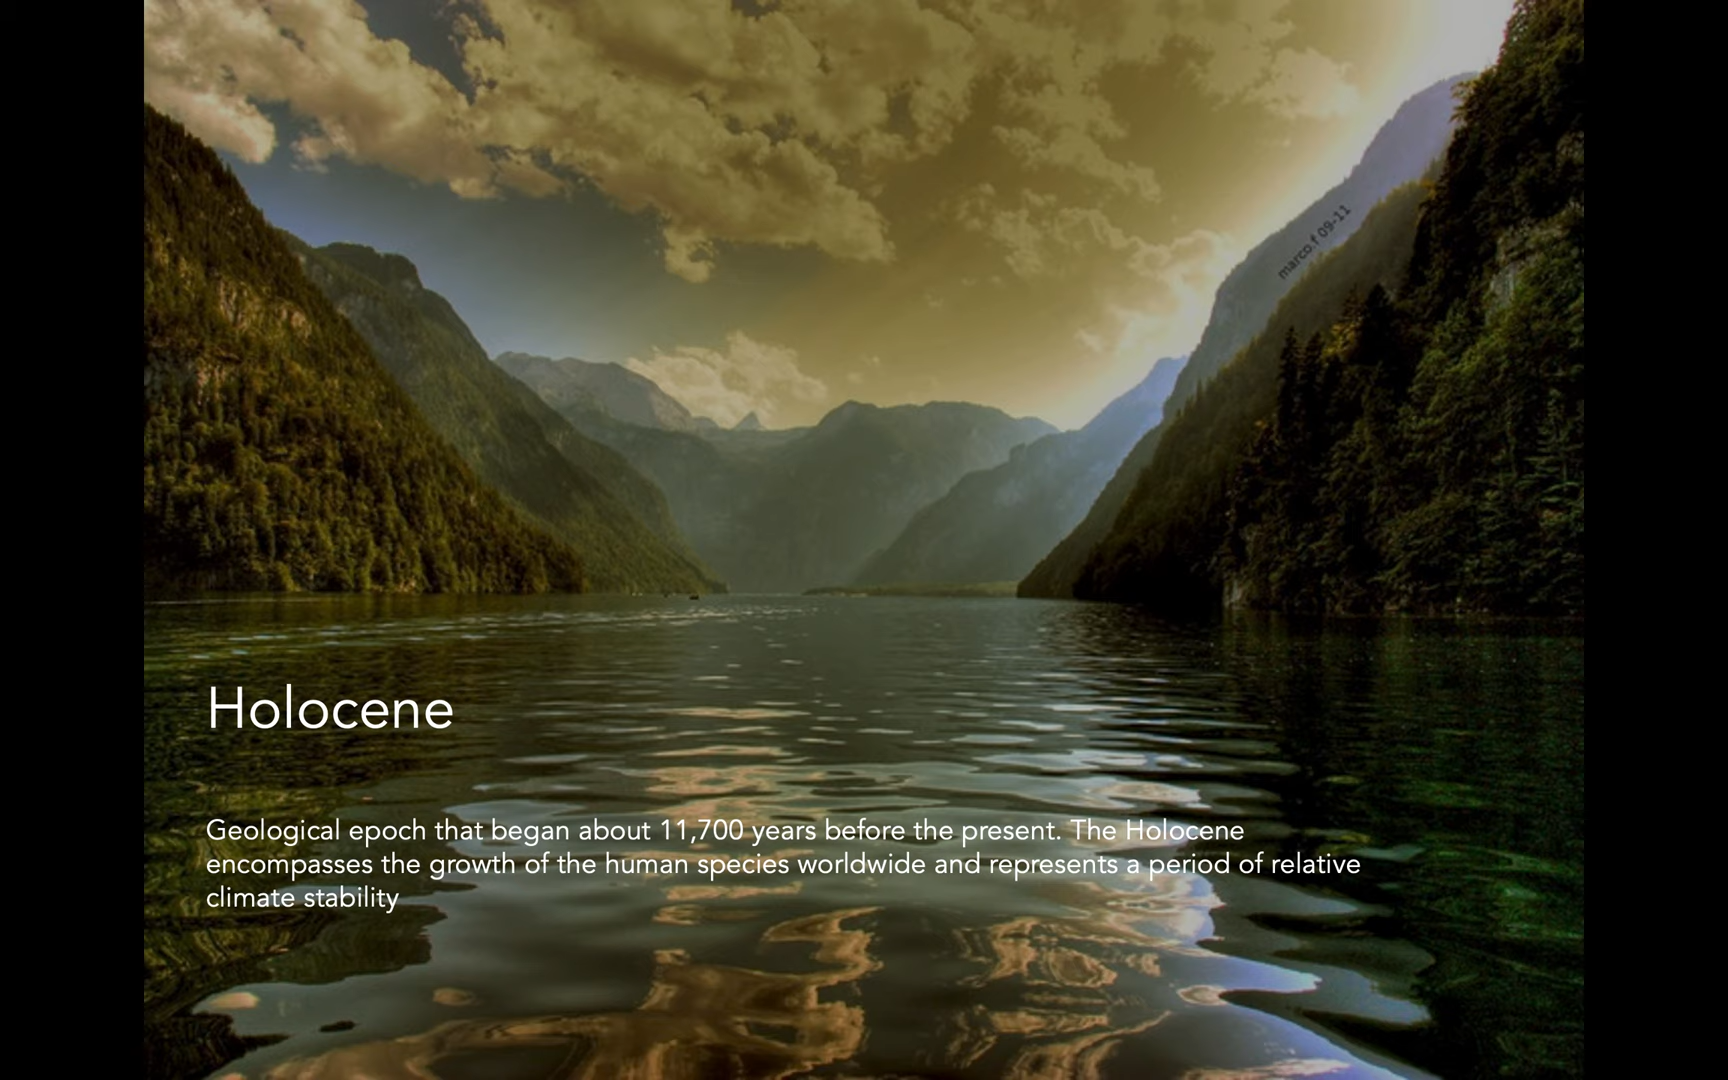 marco.f 09-11
Holocene
Geological epoch that began about 11,700 years before the present. The Holocene
encompasses the growth of the human species worldwide and represents a period of relative
climate stability